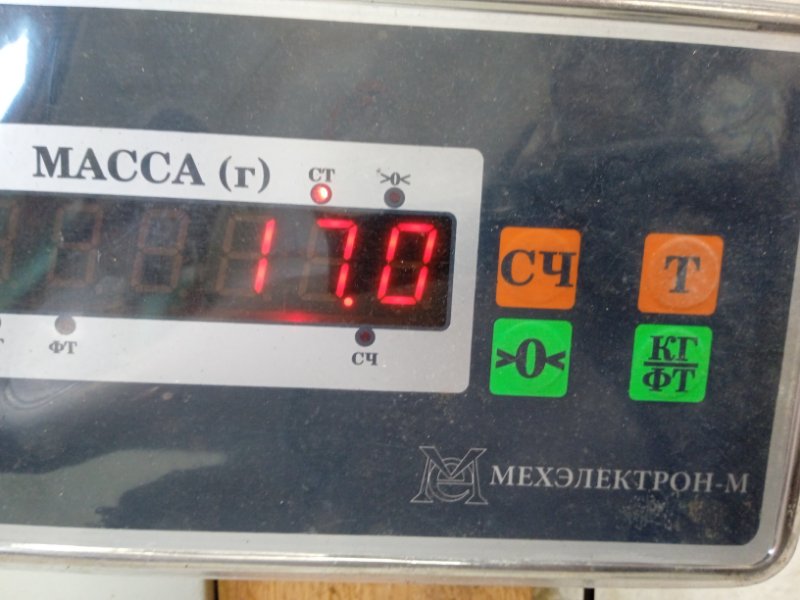 МАССА (г)
СТ
>0<
17.0
ФТ
СЧ
СЧ
Т
>0<
КГ
ФТ
МЕХЭЛЕКТРОН-М